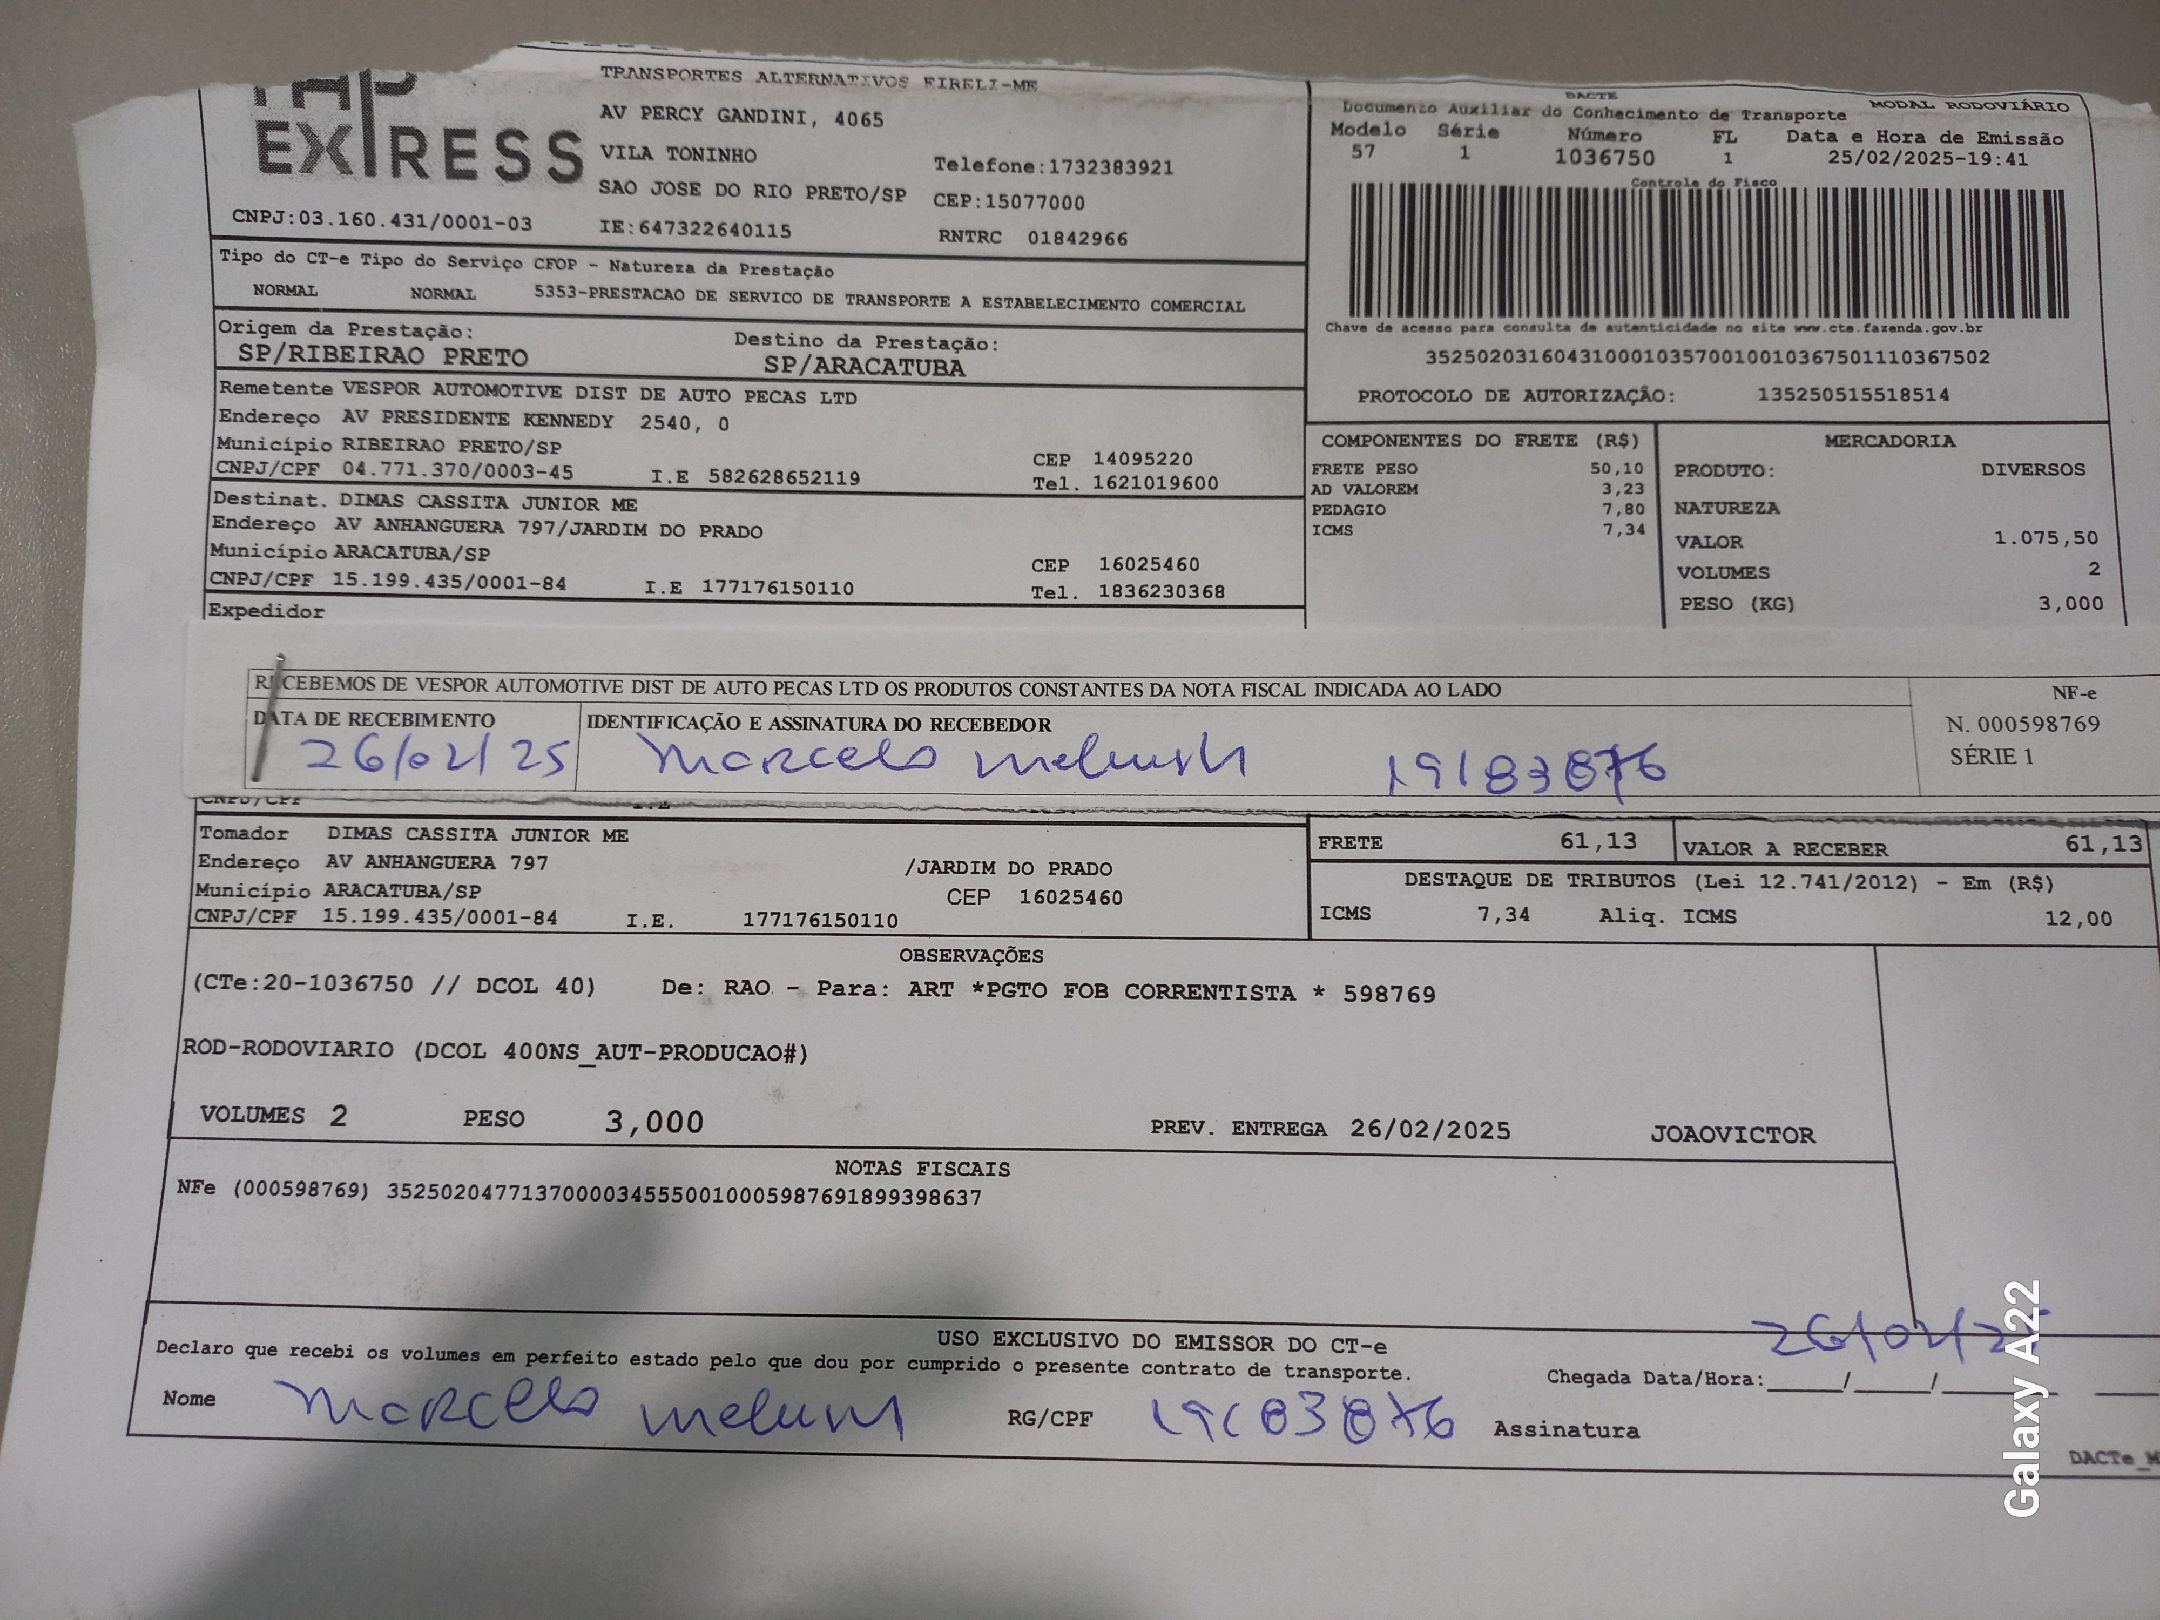 EXPRESS
TRANSPORTES ALTERNATIVOS EIRELI-ME
AV PERCY GANDINI, 4065
VILA TONINHO
Telefone:1732383921
SAO JOSE DO RIO PRETO/SP CEP:15077000
CNPJ:03.160.431/0001-03 IE:647322640115 RNTRC 01842966
DACTE MODAL RODOVIÁRIO
Documento Auxiliar do Conhecimento de Transporte
Modelo Série Número FL Data e Hora de Emissão
57 1 1036750 1 25/02/2025-19:41
Controle do Fisco
Chave de acesso para consulta de autenticidade no site www.cte.fazenda.gov.br
35250203160431000103570010010367501110367502
PROTOCOLO DE AUTORIZAÇÃO: 135250515518514
Tipo do CT-e Tipo do Serviço CFOP - Natureza da Prestação
NORMAL NORMAL 5353-PRESTACAO DE SERVICO DE TRANSPORTE A ESTABELECIMENTO COMERCIAL
Origem da Prestação: Destino da Prestação:
SP/RIBEIRAO PRETO SP/ARACATUBA
Remetente VESPOR AUTOMOTIVE DIST DE AUTO PECAS LTD
Endereço AV PRESIDENTE KENNEDY 2540, 0
Município RIBEIRAO PRETO/SP CEP 14095220
CNPJ/CPF 04.771.370/0003-45 I.E 582628652119 Tel. 1621019600
Destinat. DIMAS CASSITA JUNIOR ME
Endereço AV ANHANGUERA 797/JARDIM DO PRADO
Município ARACATUBA/SP CEP 16025460
CNPJ/CPF 15.199.435/0001-84 I.E 177176150110 Tel. 1836230368
Expedidor
COMPONENTES DO FRETE (R$)
FRETE PESO 50,10
AD VALOREM 3,23
PEDAGIO 7,80
ICMS 7,34
MERCADORIA
PRODUTO: DIVERSOS
NATUREZA
VALOR 1.075,50
VOLUMES 2
PESO (KG) 3,000
RECEBEMOS DE VESPOR AUTOMOTIVE DIST DE AUTO PECAS LTD OS PRODUTOS CONSTANTES DA NOTA FISCAL INDICADA AO LADO
NF-e
N. 000598769
SÉRIE 1
DATA DE RECEBIMENTO IDENTIFICAÇÃO E ASSINATURA DO RECEBEDOR
26/02/25 Marcelo 19183876
CNPJ/CPF
Tomador DIMAS CASSITA JUNIOR ME
Endereço AV ANHANGUERA 797 /JARDIM DO PRADO
Município ARACATUBA/SP CEP 16025460
CNPJ/CPF 15.199.435/0001-84 I.E. 177176150110
FRETE 61,13 VALOR A RECEBER 61,13
DESTAQUE DE TRIBUTOS (Lei 12.741/2012) - Em (R$)
ICMS 7,34 Aliq. ICMS 12,00
OBSERVAÇÕES
(CTe:20-1036750 // DCOL 40) De: RAO - Para: ART *PGTO FOB CORRENTISTA * 598769
ROD-RODOVIARIO (DCOL 400NS_AUT-PRODUCAO#)
VOLUMES 2 PESO 3,000 PREV. ENTREGA 26/02/2025 JOAOVICTOR
NOTAS FISCAIS
NFe (000598769) 35250204771370000345550010005987691899398637
USO EXCLUSIVO DO EMISSOR DO CT-e
Declaro que recebi os volumes em perfeito estado pelo que dou por cumprido o presente contrato de transporte.
26/02/25
Chegada Data/Hora:____/____/____
Nome Marcelo RG/CPF 19183876 Assinatura
DACTe_M
Galaxy A22